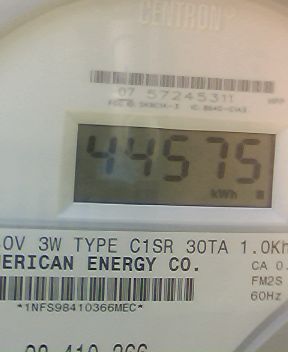 CENTRON
07 57245311
44575
kWh
0V 3W TYPE C1SR 30TA 1.0Kh
ERICAN ENERGY CO.
CA 0.
FM2S
60Hz
*1NFS98410366MEC*